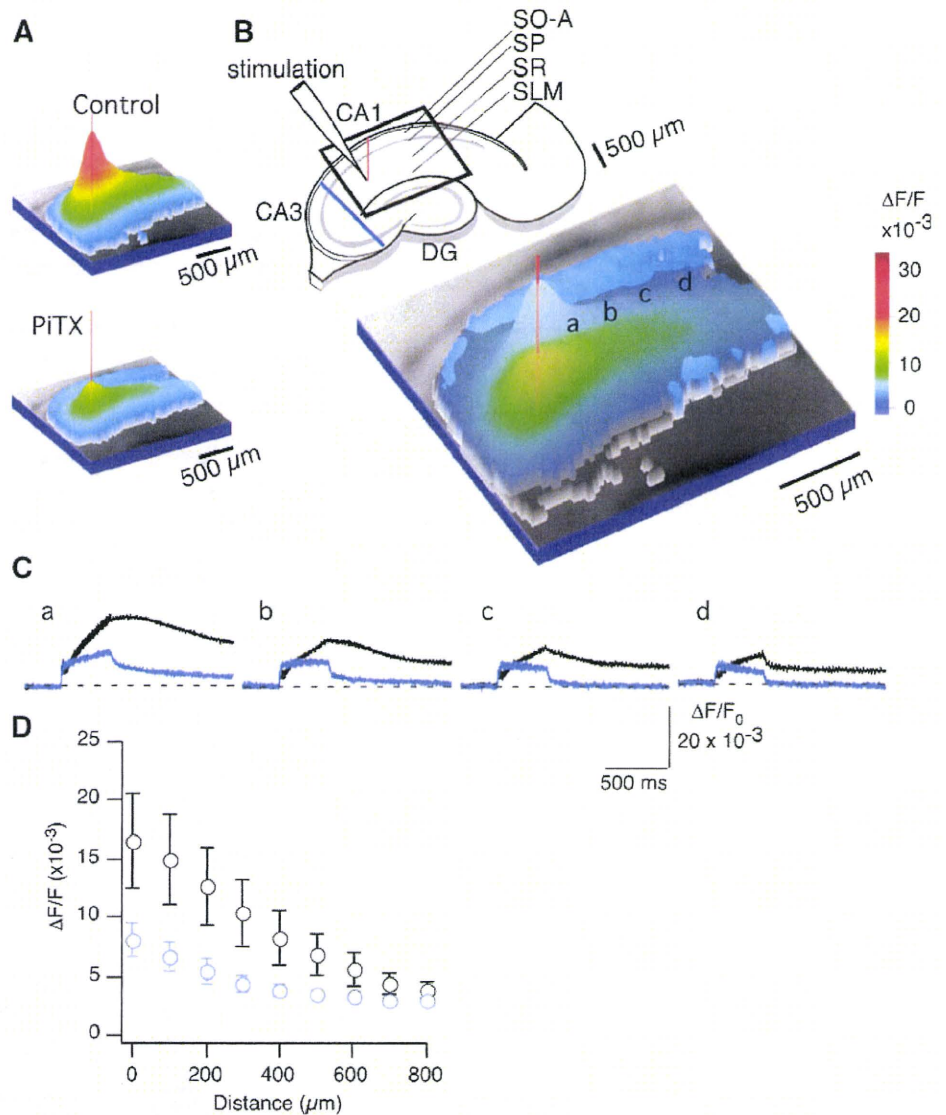 A
Control
500 µm
PiTX
500 µm
B
stimulation
CA1
SO-A
SP
SR
SLM
500 µm
CA3
DG
a
b
c
d
500 µm
ΔF/F
x10⁻³
30
20
10
0
C
a
b
c
d
ΔF/F₀
20 x 10⁻³
500 ms
D
ΔF/F (x10⁻³)
25
20
15
10
5
0
0
200
400
600
800
Distance (µm)